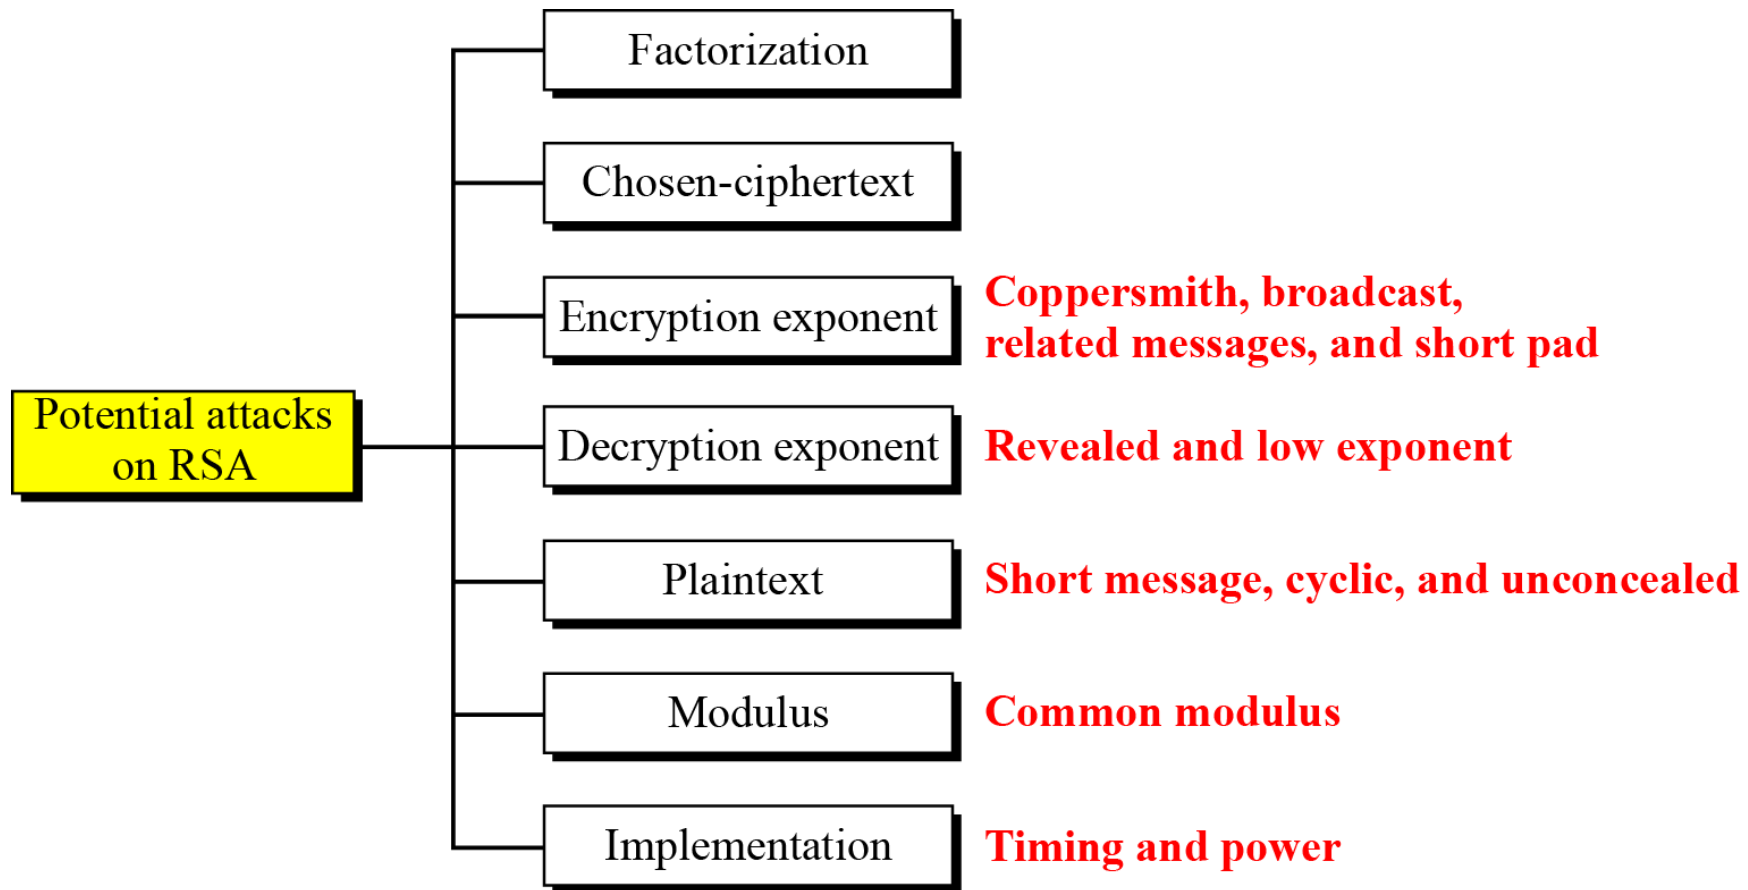 Factorization
Chosen-ciphertext
Encryption exponent
Coppersmith, broadcast,
related messages, and short pad
Potential attacks
on RSA
Decryption exponent
Revealed and low exponent
Plaintext
Short message, cyclic, and unconcealed
Modulus
Common modulus
Implementation
Timing and power